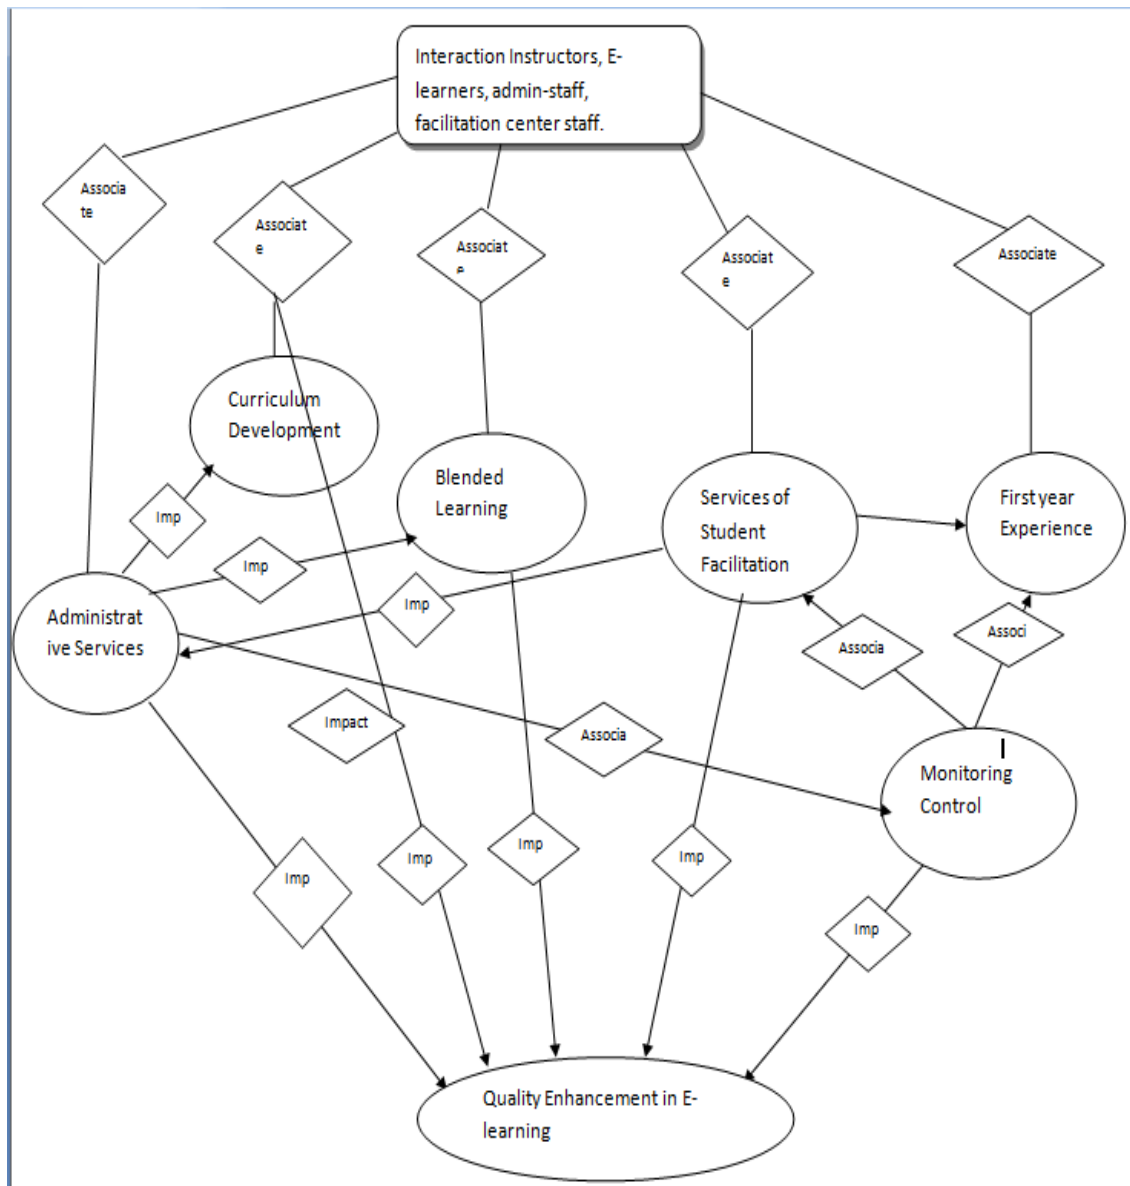 Interaction Instructors, E-
learners, admin-staff,
facilitation center staff.
Associa
te
Associat
e
Associat
e
Associat
e
Associate
Curriculum
Development
Blended
Learning
Services of
Student
Facilitation
First year
Experience
Imp
Imp
Imp
Administrat
ive Services
Associa
Associ
Impact
Associa
Monitoring
Control
Imp
Imp
Imp
Imp
Imp
Quality Enhancement in E-
learning